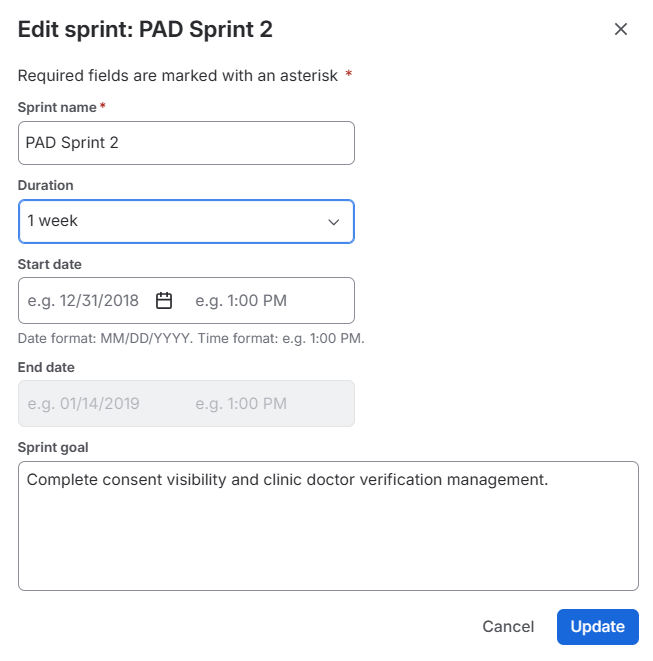 Edit sprint: PAD Sprint 2
Required fields are marked with an asterisk *
Sprint name *
PAD Sprint 2
Duration
1 week
Start date
e.g. 12/31/2018 e.g. 1:00 PM
Date format: MM/DD/YYYY. Time format: e.g. 1:00 PM.
End date
e.g. 01/14/2019 e.g. 1:00 PM
Sprint goal
Complete consent visibility and clinic doctor verification management.
Cancel Update